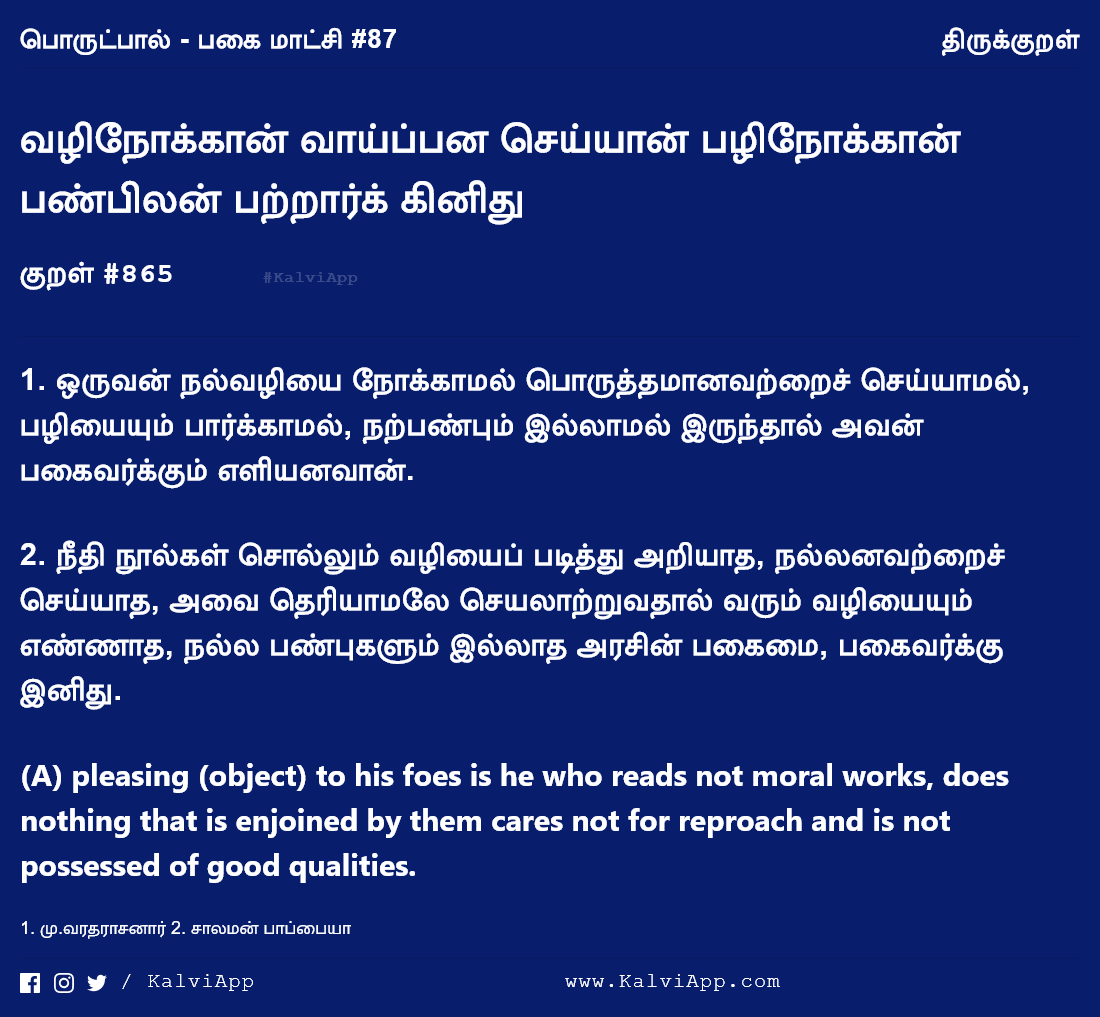 பொருட்பால் - பகை மாட்சி #87
திருக்குறள்
வழிநோக்கான் வாய்ப்பன செய்யான் பழிநோக்கான்
பண்பிலன் பற்றார்க் கினிது
குறள் #865
#KalviApp
1. ஒருவன் நல்வழியை நோக்காமல் பொருத்தமானவற்றைச் செய்யாமல்,
பழியையும் பார்க்காமல், நற்பண்பும் இல்லாமல் இருந்தால் அவன்
பகைவர்க்கும் எளியனவான்.
2. நீதி நூல்கள் சொல்லும் வழியைப் படித்து அறியாத, நல்லனவற்றைச்
செய்யாத, அவை தெரியாமலே செயலாற்றுவதால் வரும் வழியையும்
எண்ணாத, நல்ல பண்புகளும் இல்லாத அரசின் பகைமை, பகைவர்க்கு
இனிது.
(A) pleasing (object) to his foes is he who reads not moral works, does
nothing that is enjoined by them cares not for reproach and is not
possessed of good qualities.
1. மு.வரதராசனார் 2. சாலமன் பாப்பையா
/ KalviApp
www.KalviApp.com